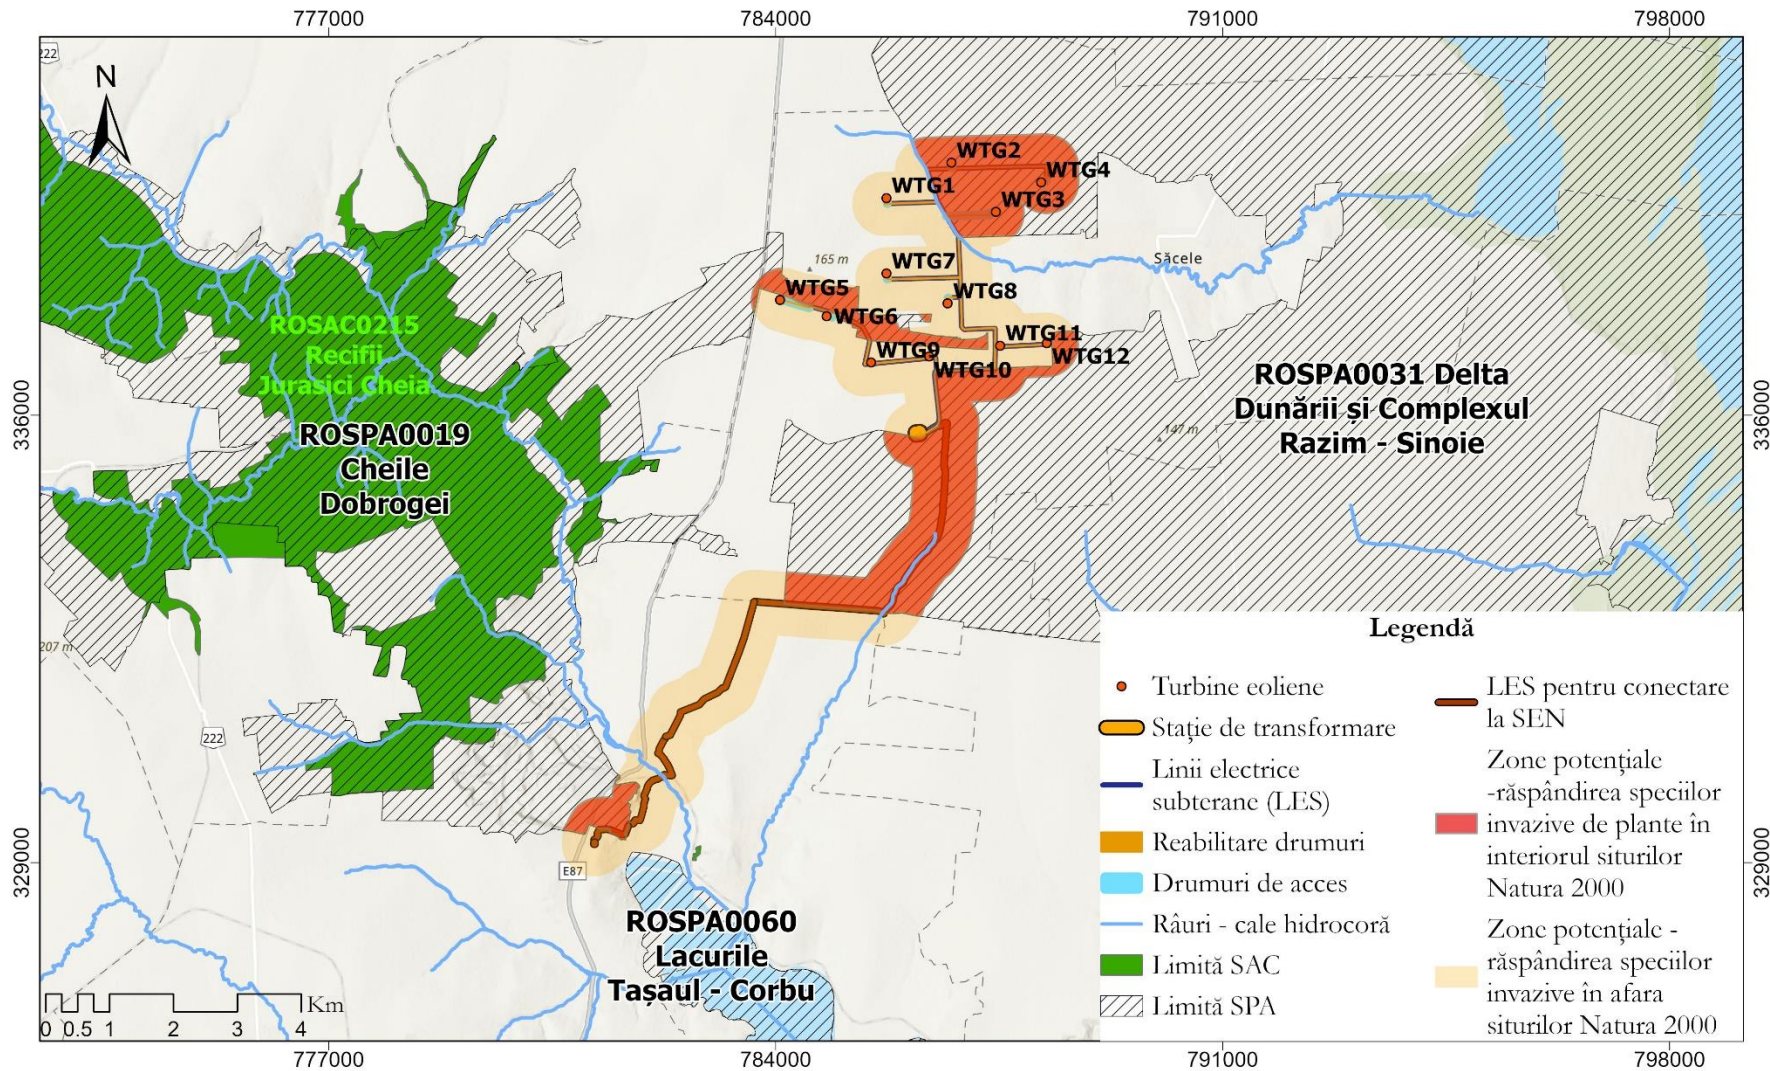 777000
784000
791000
798000
222
N
WTG2
WTG4
WTG1
WTG3
165 m
Săcele
WTG7
WTG5
WTG8
WTG6
WTG11
WTG9
WTG12
WTG10
ROSAC0215
Recifii
Jurasici Cheia
ROSPA0019
Cheile
Dobrogei
ROSPA0031 Delta
Dunării și Complexul
Razim - Sinoie
147 m
336000
336000
207 m
222
E87
329000
329000
ROSPA0060
Lacurile
Tașaul - Corbu
Km
0 0.5 1 2 3 4
Legendă
Turbine eoliene
Stație de transformare
Linii electrice
subterane (LES)
Reabilitare drumuri
Drumuri de acces
Râuri - cale hidrocoră
Limită SAC
Limită SPA
LES pentru conectare
la SEN
Zone potențiale
-răspândirea speciilor
invazive de plante în
interiorul siturilor
Natura 2000
Zone potențiale -
răspândirea speciilor
invazive în afara
siturilor Natura 2000
777000
784000
791000
798000